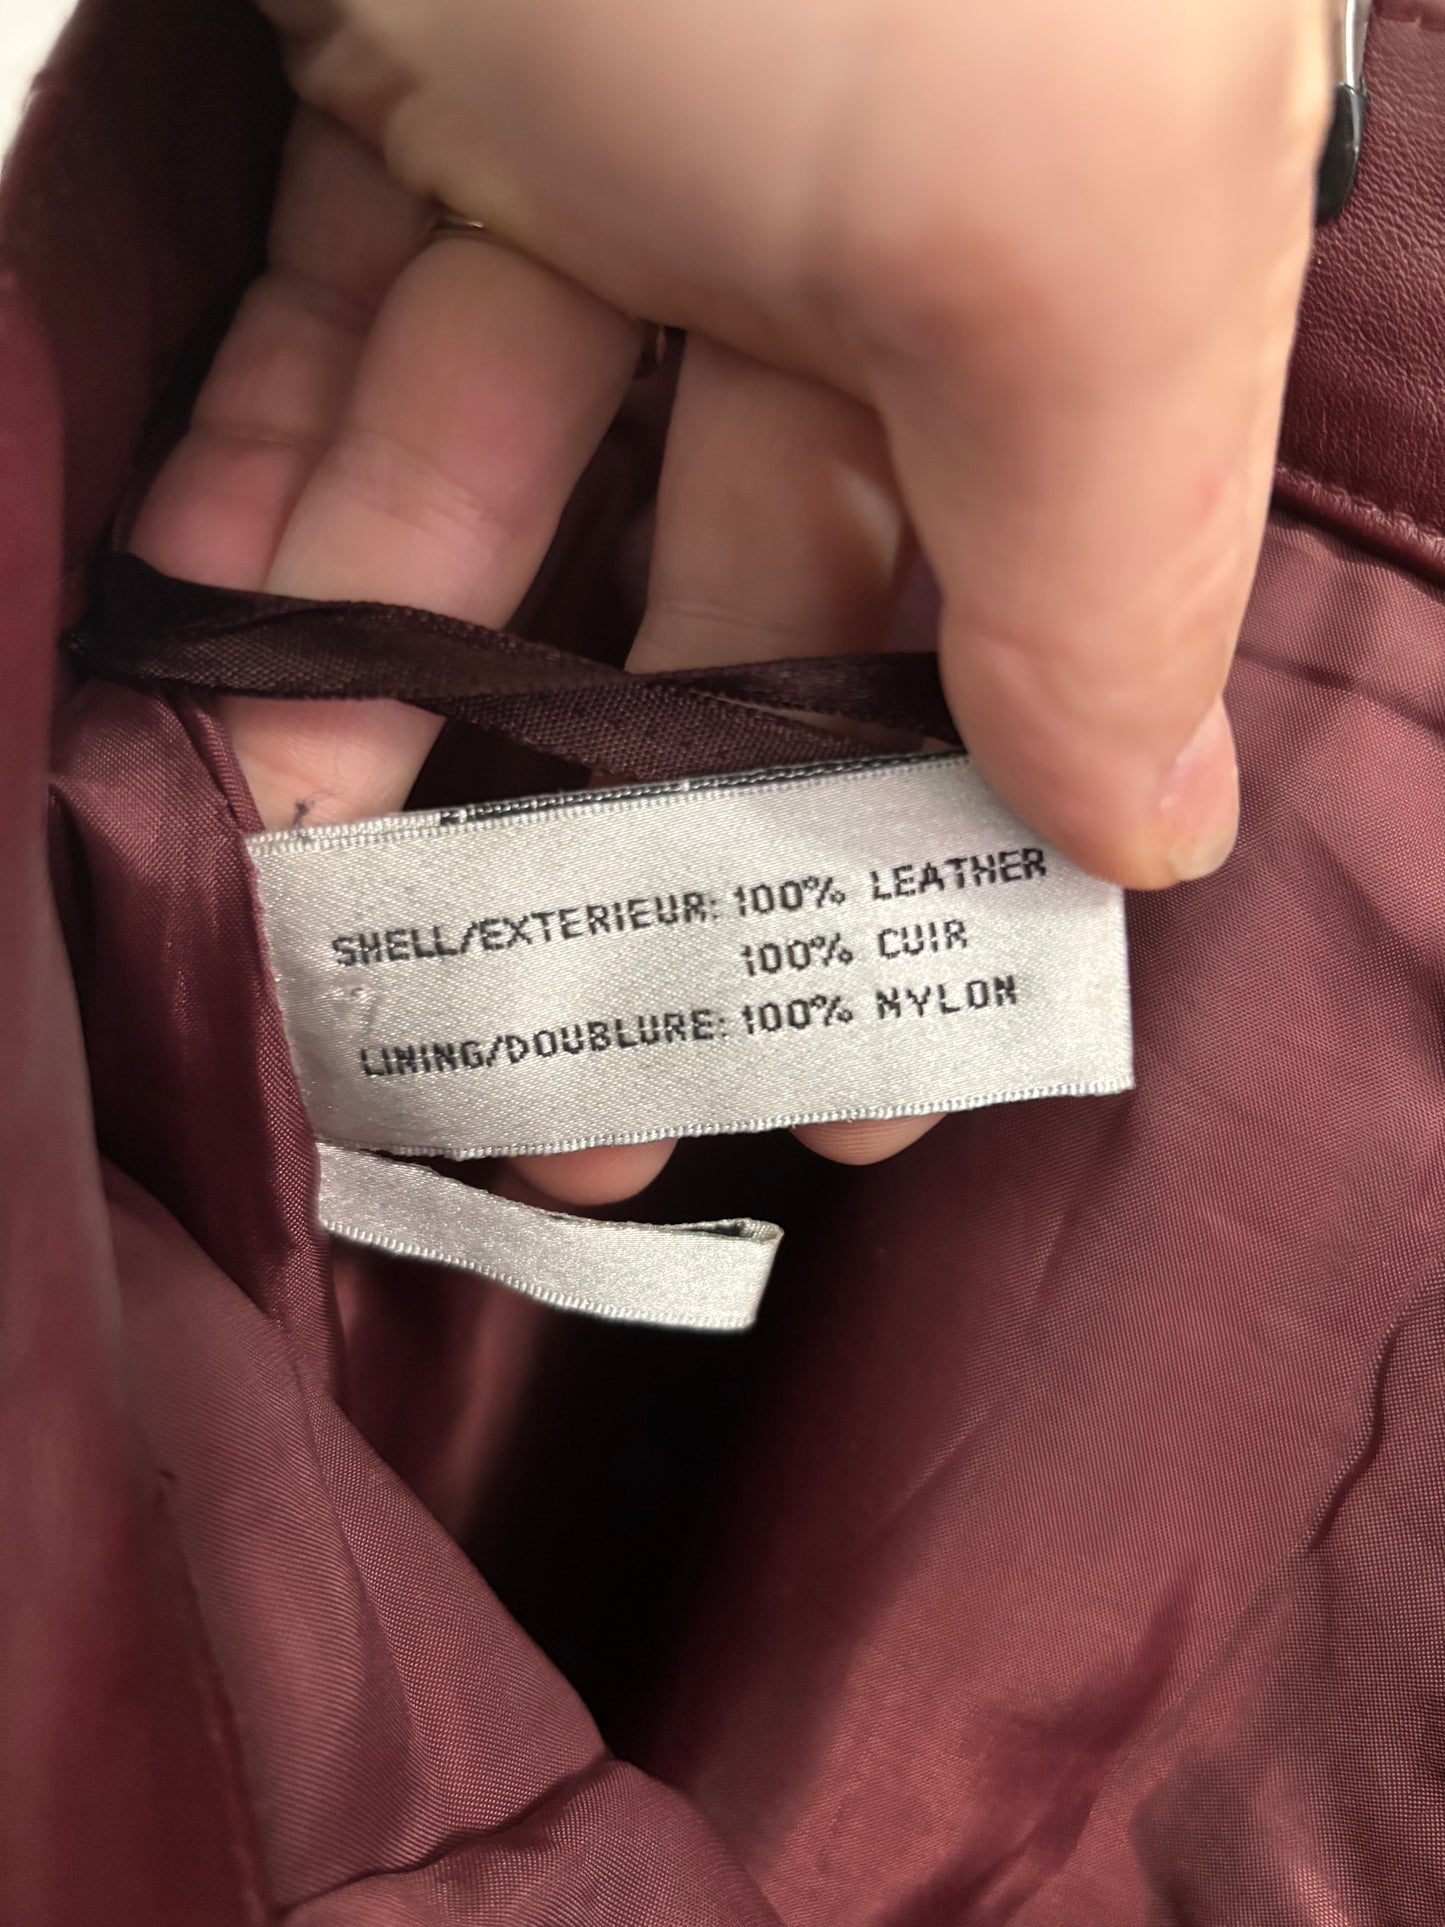 SHELL/EXTERIEUR: 100% LEATHER
100% CUIR
LINING/DOUBLURE: 100% NYLON